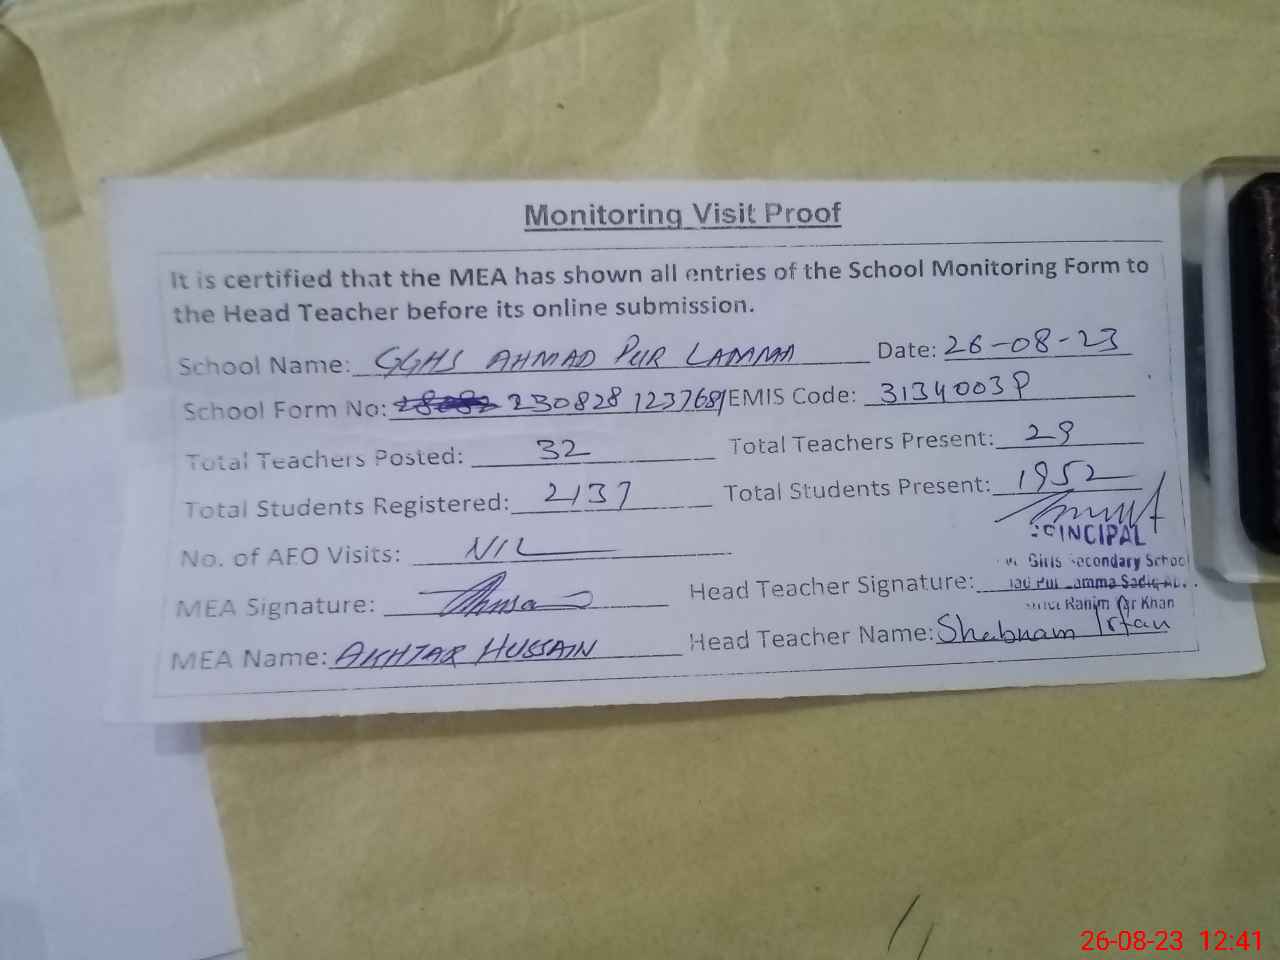 Monitoring Visit Proof
It is certified that the MEA has shown all entries of the School Monitoring Form to
the Head Teacher before its online submission.
School Name: GGHS AHMAD PUR LAMMA Date: 26-08-23
School Form No: 230828 123768 EMIS Code: 3134003P
Total Teachers Posted: 32 Total Teachers Present: 29
Total Students Registered: 2137 Total Students Present: 1952
No. of AEO Visits: NIL
MEA Signature: Head Teacher Signature:
MEA Name: AKHTAR HUSSAIN Head Teacher Name: Shabnam Irfan
INCIPAL
Girls Secondary School
amma Sadiq
Rahim Yar Khan
26-08-23 12:41